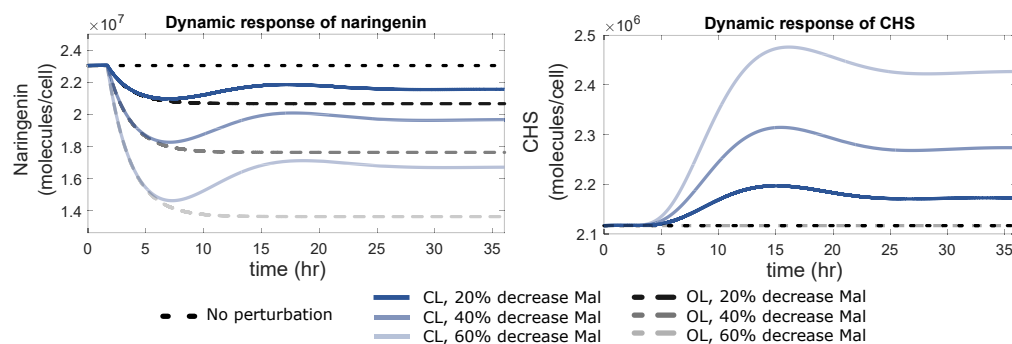 Dynamic response of naringenin
×10⁷
2.4
2.2
2
1.8
1.6
1.4
Naringenin
(molecules/cell)
0 5 10 15 20 25 30 35
time (hr)
Dynamic response of CHS
×10⁶
2.5
2.4
2.3
2.2
2.1
CHS
(molecules/cell)
0 5 10 15 20 25 30 35
time (hr)
No perturbation
CL, 20% decrease Mal
CL, 40% decrease Mal
CL, 60% decrease Mal
OL, 20% decrease Mal
OL, 40% decrease Mal
OL, 60% decrease Mal